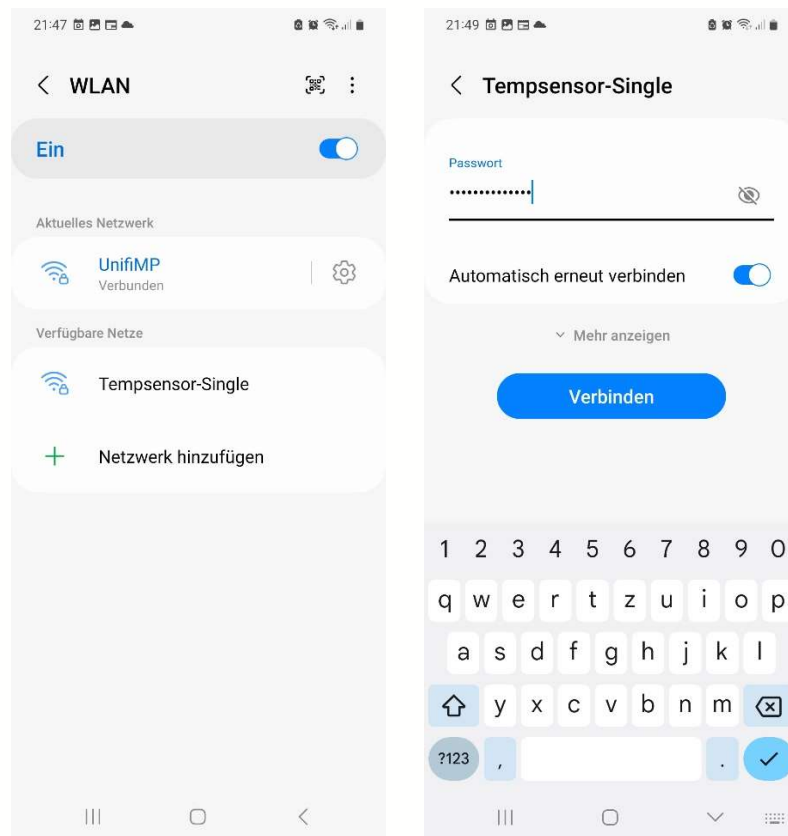 21:47
WLAN
Ein
Aktuelles Netzwerk
UnifiMP
Verbunden
Verfügbare Netze
Tempsensor-Single
Netzwerk hinzufügen
21:49
Tempsensor-Single
Passwort
••••••••••••••
Automatisch erneut verbinden
Mehr anzeigen
Verbinden
1 2 3 4 5 6 7 8 9 0
q w e r t z u i o p
a s d f g h j k l
y x c v b n m
?123 , .